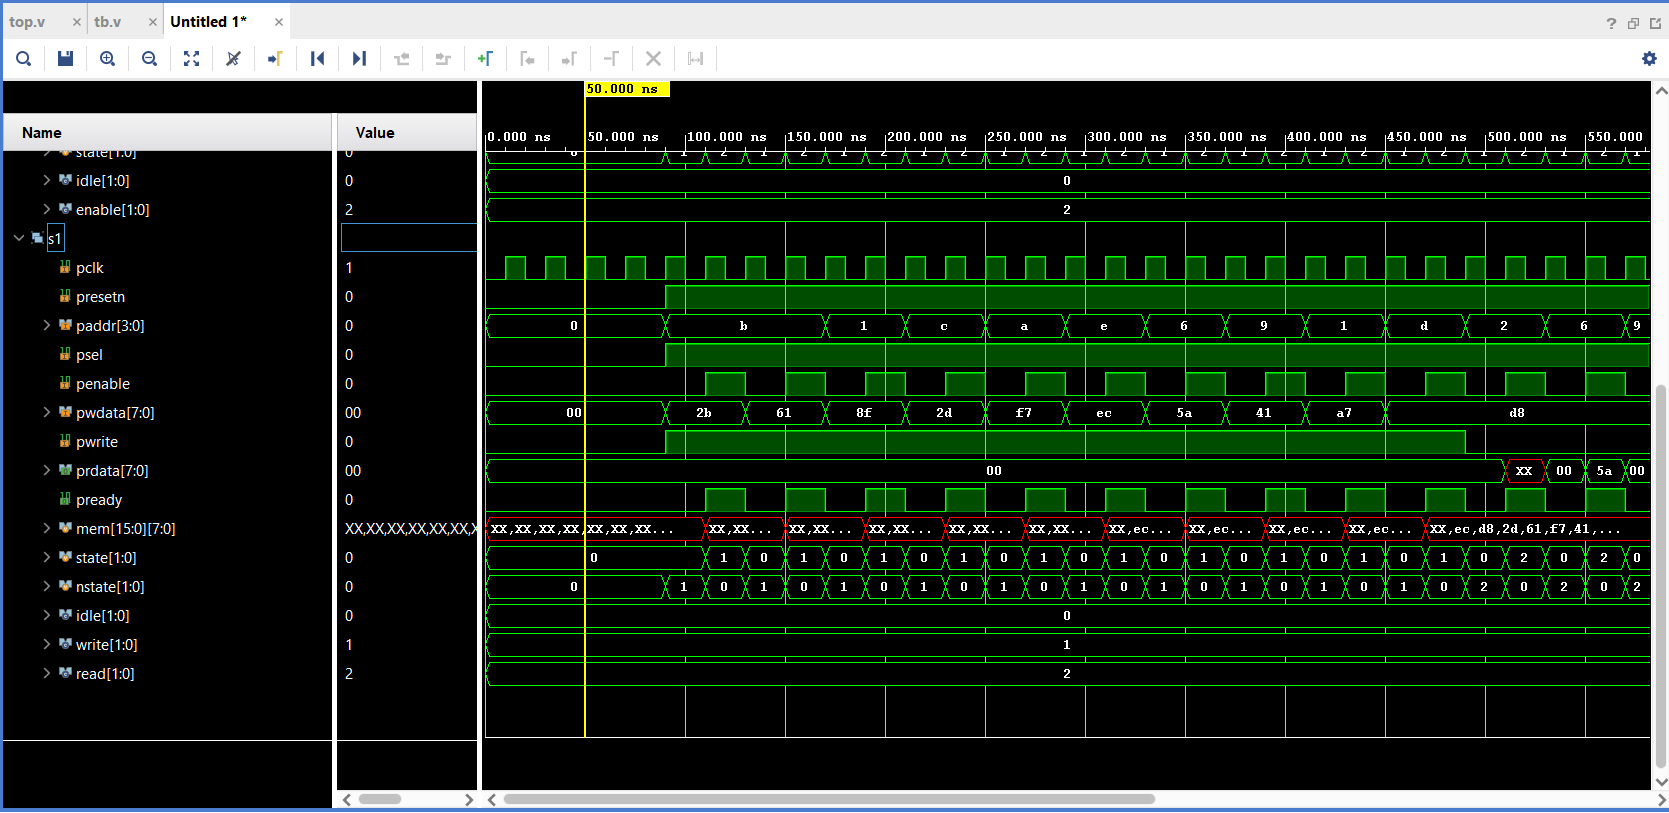 top.v × tb.v × Untitled 1* ×
?
50.000 ns
Name Value 0.000 ns 50.000 ns 100.000 ns 150.000 ns 200.000 ns 250.000 ns 300.000 ns 350.000 ns 400.000 ns 450.000 ns 500.000 ns 550.000
state[1:0] 0 0 1 2 1 2 1 2 1 2 1 2 1 2 1 2 1 2 1 2 1 2 1 2 1
idle[1:0] 0 0
enable[1:0] 2 2
s1
pclk 1
presetn 0
paddr[3:0] 0 0 b 1 c a e 6 9 1 d 2 6 9
psel 0
penable 0
pwdata[7:0] 00 00 2b 61 8f 2d f7 ec 5a 41 a7 d8
pwrite 0
prdata[7:0] 00 00 XX 00 5a 00
pready 0
mem[15:0][7:0] XX,XX,XX,XX,XX,XX,X XX,XX,XX,XX,XX,XX,XX... XX,XX... XX,XX... XX,XX... XX,XX... XX,XX... XX,ec... XX,ec... XX,ec... XX,ec... XX,ec,d8,2d,61,f7,41,...
state[1:0] 0 0 1 0 1 0 1 0 1 0 1 0 1 0 1 0 1 0 1 0 1 0 2 0 2 0
nstate[1:0] 0 0 1 0 1 0 1 0 1 0 1 0 1 0 1 0 1 0 1 0 1 0 2 0 2 0 2
idle[1:0] 0 0
write[1:0] 1 1
read[1:0] 2 2